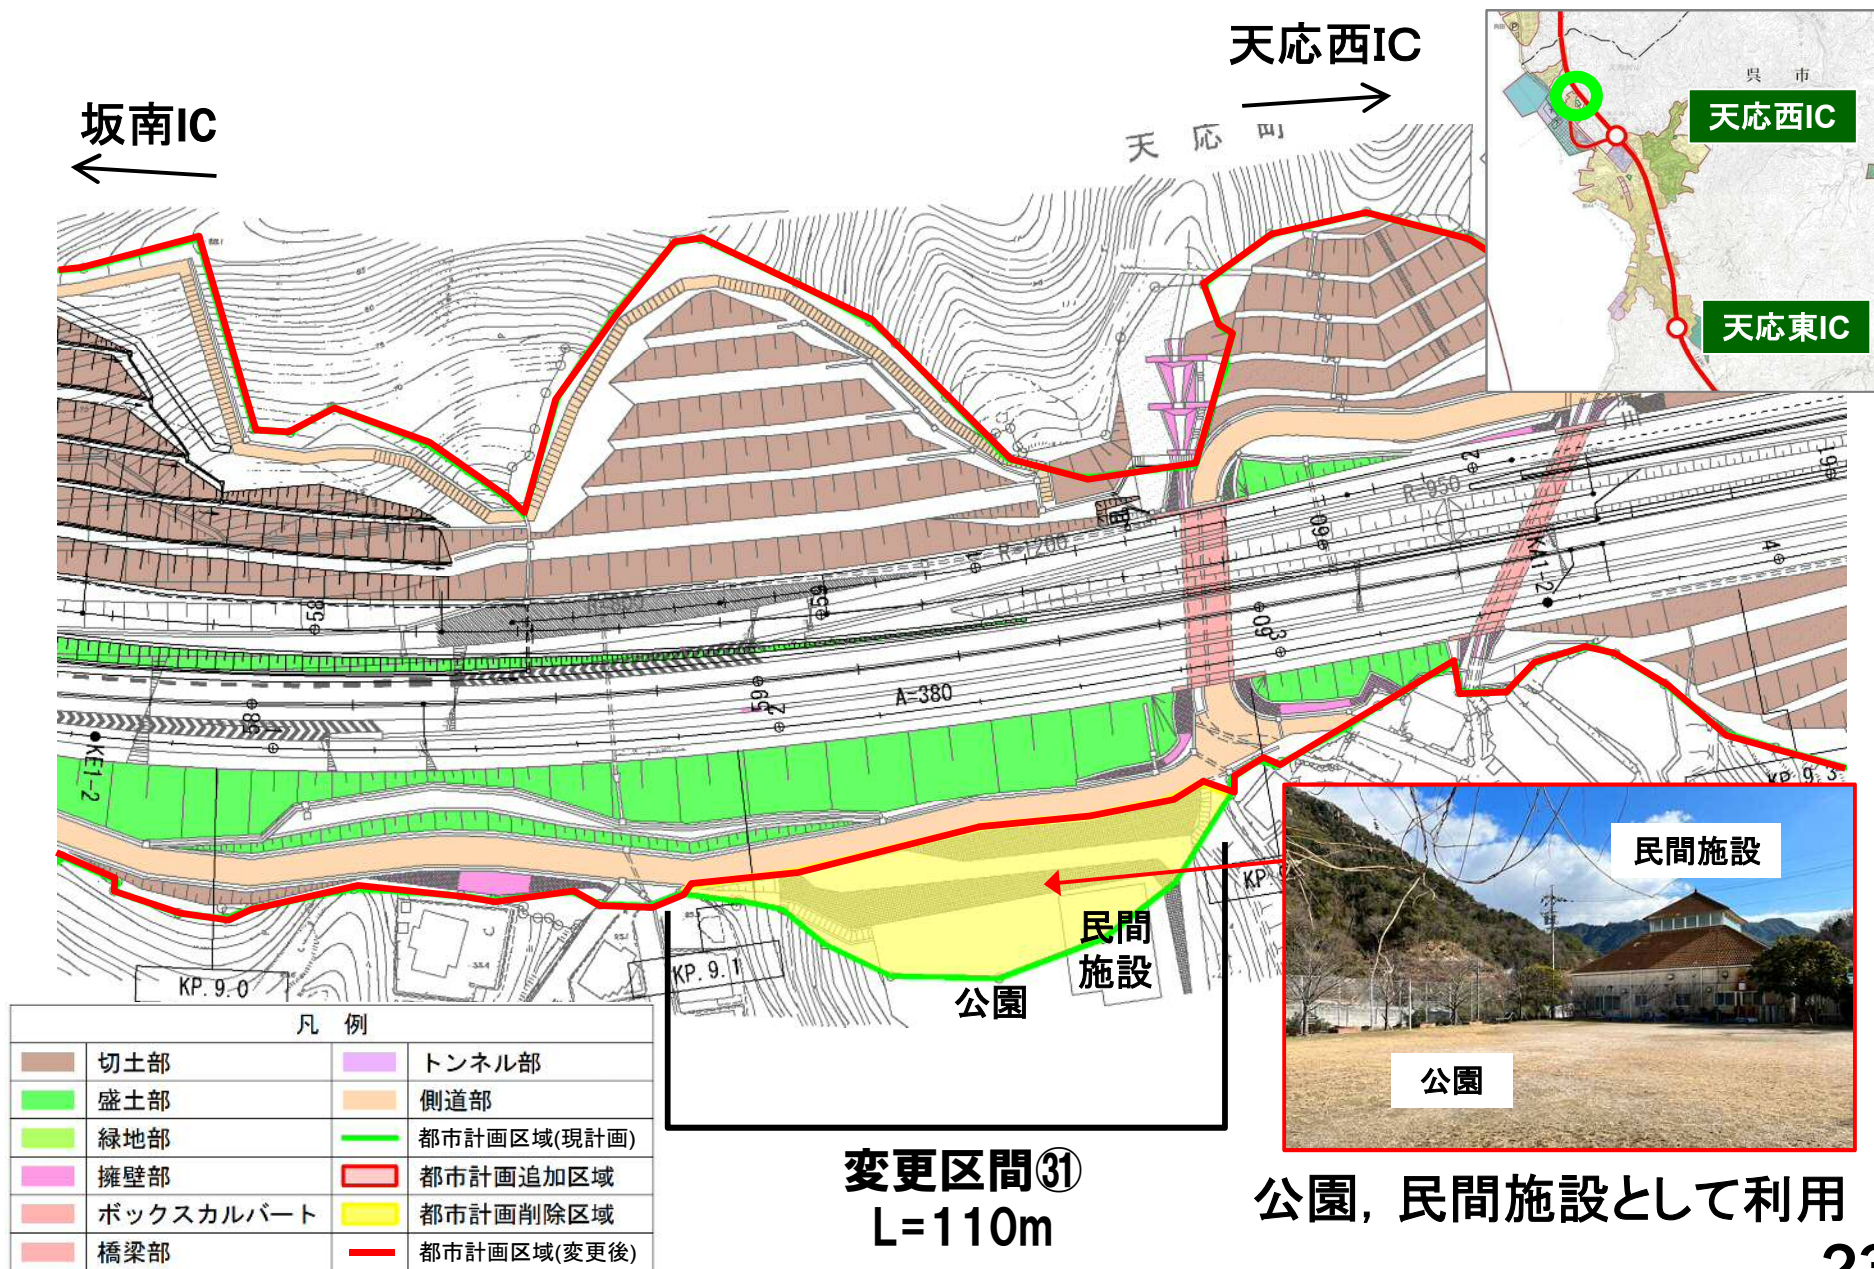 天応西IC
坂南IC
呉市
天応西IC
天応東IC
天応町
R=950
R=1200
A=380
KA1-2
KE1-2
58
59
60
KP.9.0
KP.9.1
KP.9.3
民間
施設
公園
民間施設
公園
凡例
切土部
トンネル部
盛土部
側道部
緑地部
都市計画区域(現計画)
擁壁部
都市計画追加区域
ボックスカルバート
都市計画削除区域
橋梁部
都市計画区域(変更後)
変更区間㉛
L=110m
公園，民間施設として利用